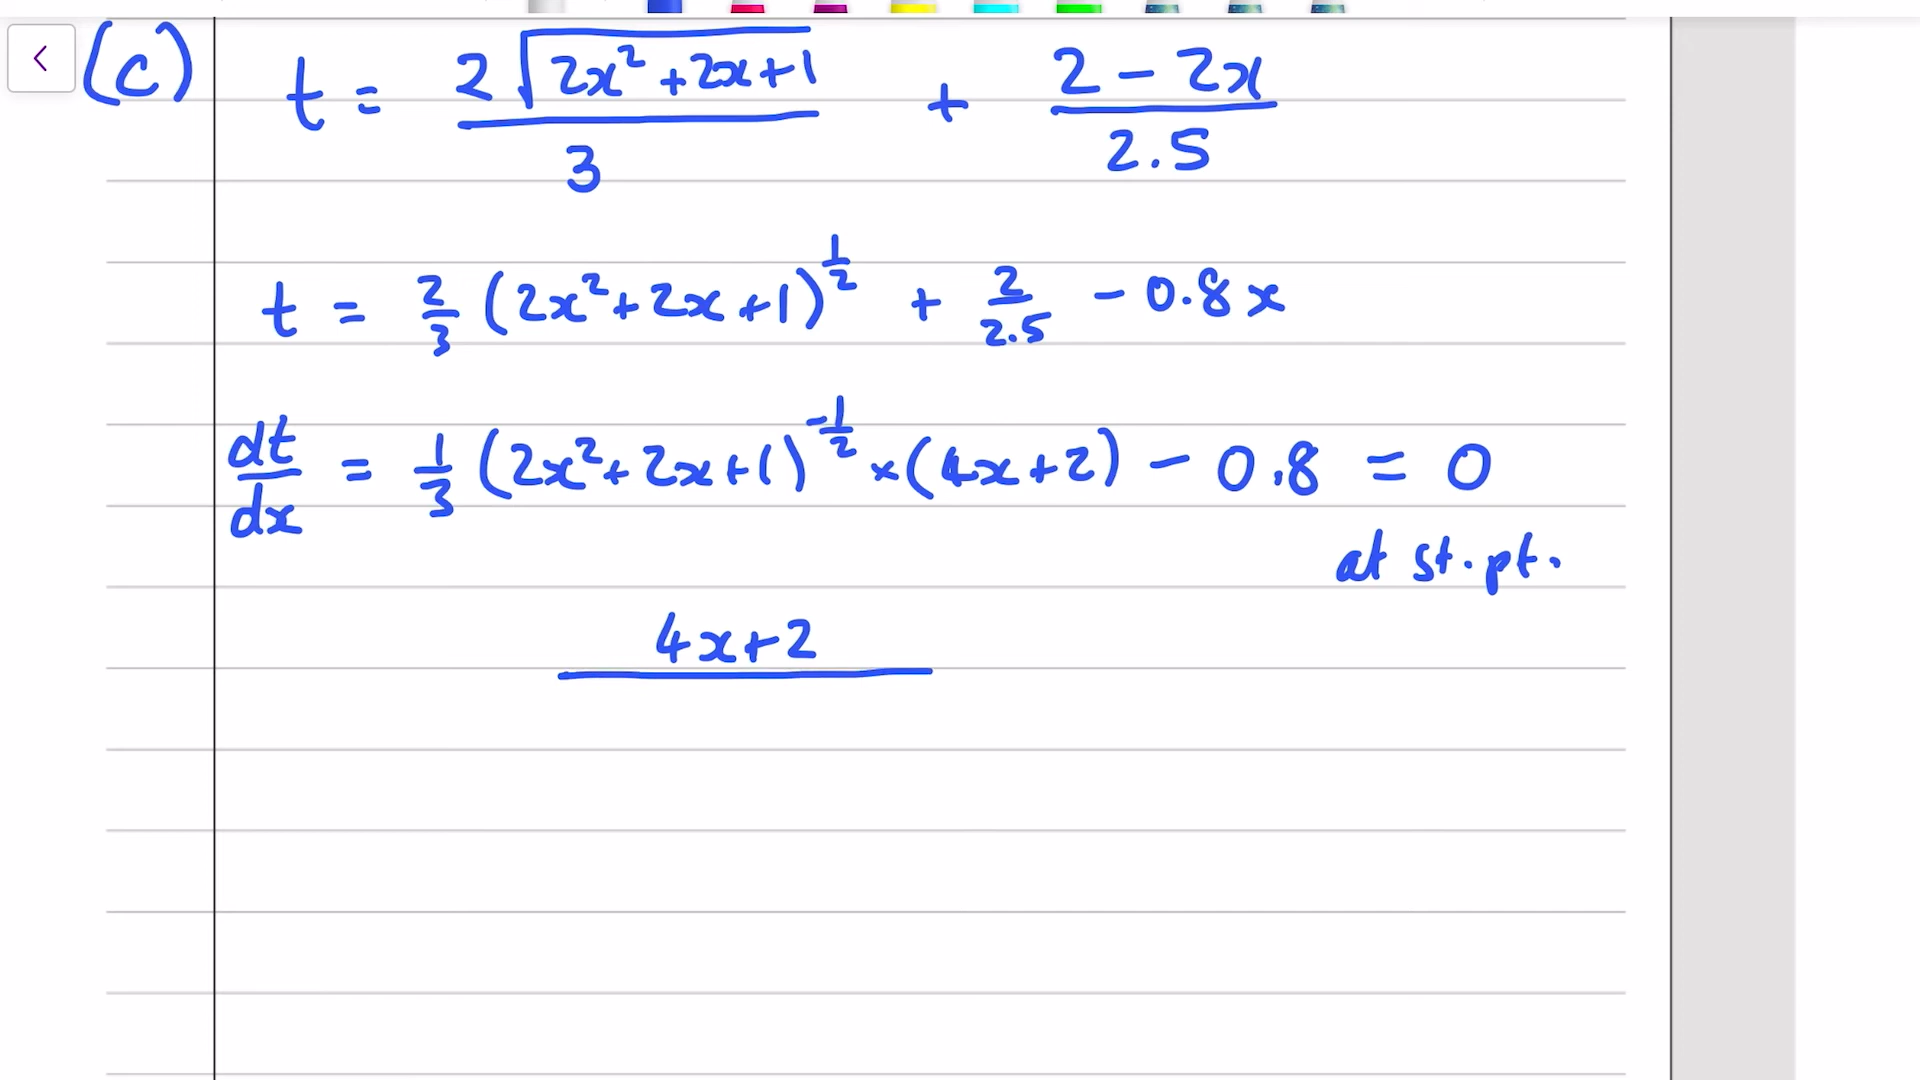 (c) t = 2√(2x² + 2x + 1) / 3 + (2 − 2x) / 2.5
t = 2/3 (2x² + 2x + 1)^(1/2) + 2/2.5 − 0.8x
dt/dx = 1/3 (2x² + 2x + 1)^(-1/2) × (4x + 2) − 0.8 = 0
at st. pt.
4x + 2